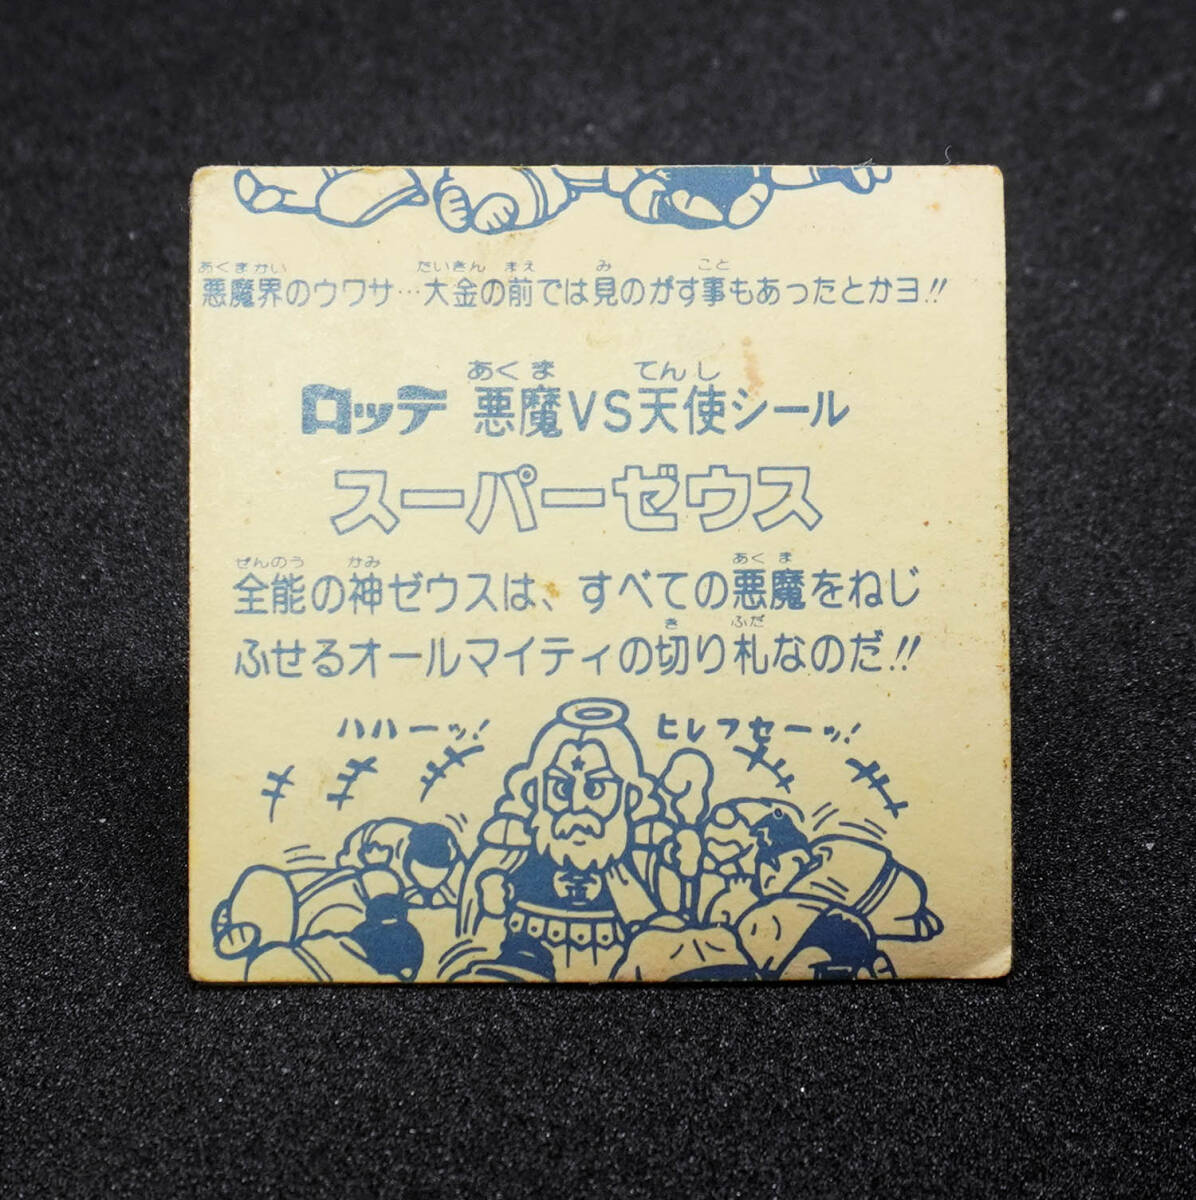 悪魔界のウワサ…大金の前では見のがす事もあったとかヨ!!
ロッテ 悪魔VS天使シール
スーパーゼウス
全能の神ゼウスは、すべての悪魔をねじ
ふせるオールマイティの切り札なのだ!!
ハハーッ! ヒレフセーッ!
金